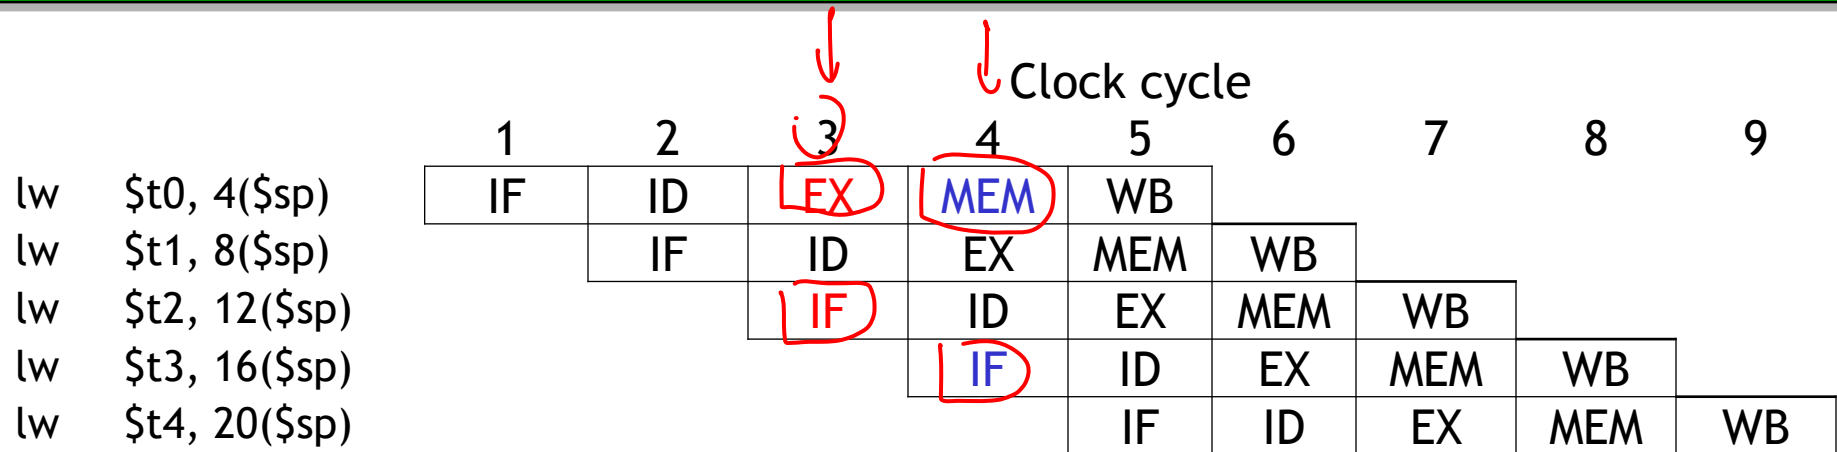 Clock cycle
1 2 3 4 5 6 7 8 9
lw $t0, 4($sp) IF ID EX MEM WB
lw $t1, 8($sp) IF ID EX MEM WB
lw $t2, 12($sp) IF ID EX MEM WB
lw $t3, 16($sp) IF ID EX MEM WB
lw $t4, 20($sp) IF ID EX MEM WB